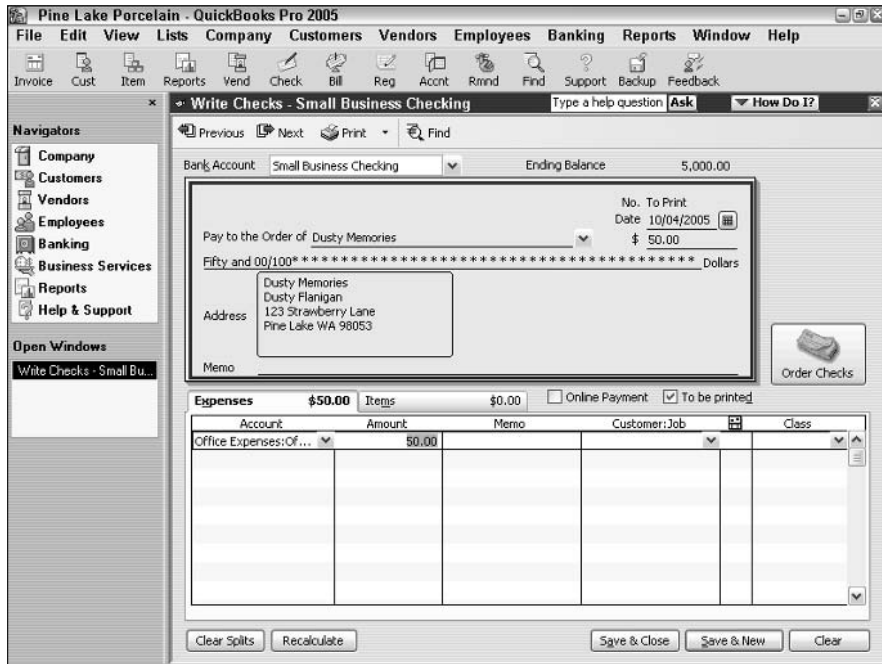 Pine Lake Porcelain - QuickBooks Pro 2005
File Edit View Lists Company Customers Vendors Employees Banking Reports Window Help
Invoice Cust Item Reports Vend Check Bill Reg Accnt Rmnd Find Support Backup Feedback
Write Checks - Small Business Checking Type a help question Ask How Do I?
Navigators
Company
Customers
Vendors
Employees
Banking
Business Services
Reports
Help & Support
Open Windows
Write Checks - Small Bu...
Previous Next Print Find
Bank Account Small Business Checking Ending Balance 5,000.00
No. To Print
Date 10/04/2005
Pay to the Order of Dusty Memories $ 50.00
Fifty and 00/100* * * * * * * * * * * * * * * * * * * * * * * * * * * * * * * * * * * * * * * * * * Dollars
Address
Dusty Memories
Dusty Flanigan
123 Strawberry Lane
Pine Lake WA 98053
Memo
Order Checks
Expenses $50.00 Items $0.00 Online Payment To be printed
Account Amount Memo Customer:Job Class
Office Expenses:Of... 50.00
Clear Splits Recalculate Save & Close Save & New Clear